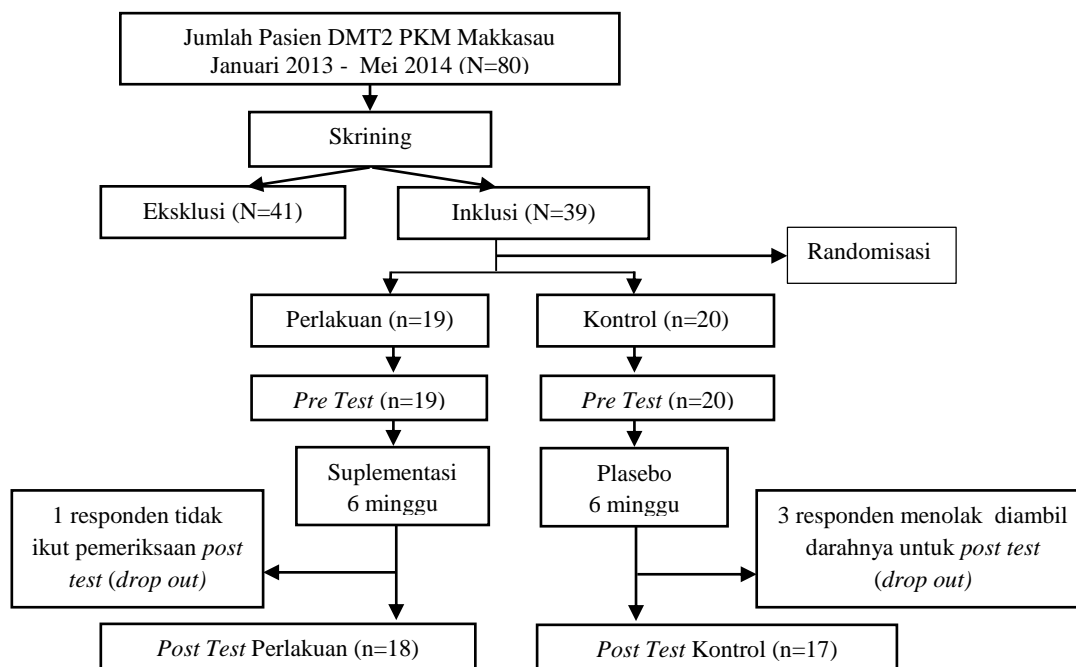 Jumlah Pasien DMT2 PKM Makkasau
Januari 2013 - Mei 2014 (N=80)
Skrining
Eksklusi (N=41)
Inklusi (N=39)
Randomisasi
Perlakuan (n=19)
Kontrol (n=20)
Pre Test (n=19)
Pre Test (n=20)
Suplementasi
6 minggu
Plasebo
6 minggu
1 responden tidak
ikut pemeriksaan post
test (drop out)
3 responden menolak diambil
darahnya untuk post test
(drop out)
Post Test Perlakuan (n=18)
Post Test Kontrol (n=17)